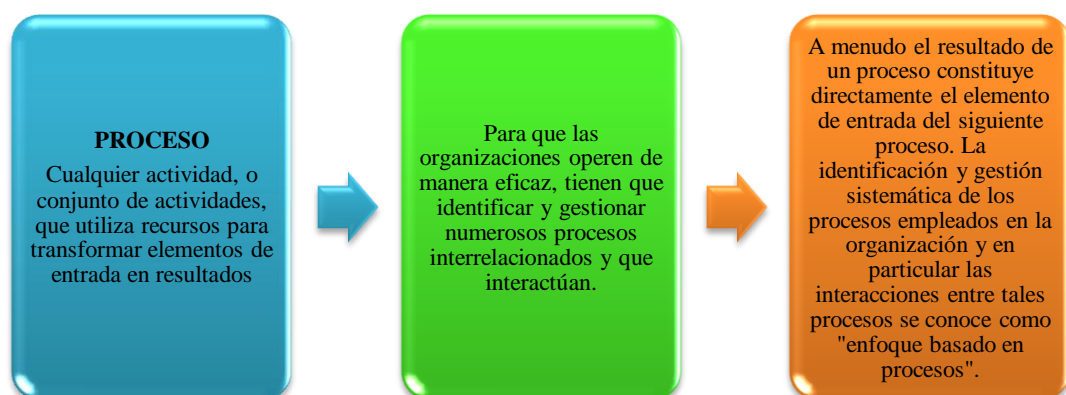 PROCESO
Cualquier actividad, o
conjunto de actividades,
que utiliza recursos para
transformar elementos de
entrada en resultados
Para que las
organizaciones operen de
manera eficaz, tienen que
identificar y gestionar
numerosos procesos
interrelacionados y que
interactúan.
A menudo el resultado de
un proceso constituye
directamente el elemento
de entrada del siguiente
proceso. La
identificación y gestión
sistemática de los
procesos empleados en la
organización y en
particular las
interacciones entre tales
procesos se conoce como
"enfoque basado en
procesos".